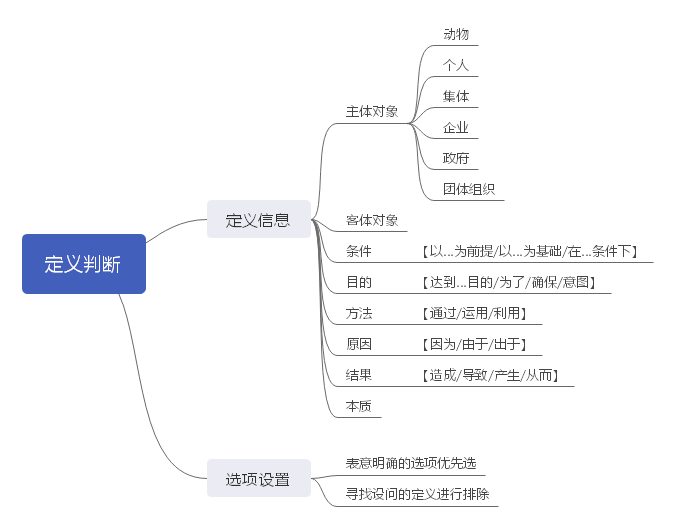 动物
个人
主体对象
集体
企业
政府
团体组织
定义信息
客体对象
条件 【以...为前提/以...为基础/在...条件下】
定义判断
目的 【达到...目的/为了/确保/意图】
方法 【通过/运用/利用】
原因 【因为/由于/出于】
结果 【造成/导致/产生/从而】
本质
选项设置
表意明确的选项优先选
寻找设问的定义进行排除